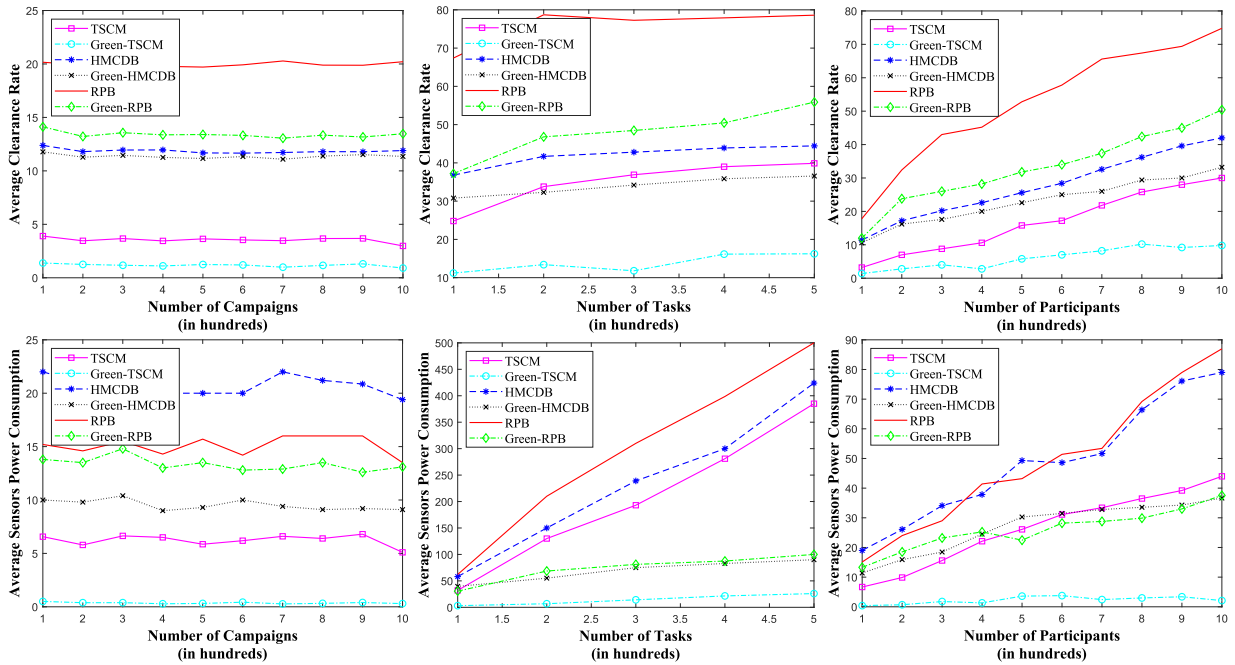 25
20
15
10
5
0
Average Clearance Rate
TSCM
Green-TSCM
HMCDB
Green-HMCDB
RPB
Green-RPB
1 2 3 4 5 6 7 8 9 10
Number of Campaigns
(in hundreds)
80
70
60
50
40
30
20
10
Average Clearance Rate
TSCM
Green-TSCM
HMCDB
Green-HMCDB
RPB
Green-RPB
1 1.5 2 2.5 3 3.5 4 4.5 5
Number of Tasks
(in hundreds)
80
70
60
50
40
30
20
10
0
Average Clearance Rate
TSCM
Green-TSCM
HMCDB
Green-HMCDB
RPB
Green-RPB
1 2 3 4 5 6 7 8 9 10
Number of Participants
(in hundreds)
25
20
15
10
5
0
Average Sensors Power Consumption
TSCM
Green-TSCM
HMCDB
Green-HMCDB
RPB
Green-RPB
1 2 3 4 5 6 7 8 9 10
Number of Campaigns
(in hundreds)
500
450
400
350
300
250
200
150
100
50
0
Average Sensors Power Consumption
TSCM
Green-TSCM
HMCDB
Green-HMCDB
RPB
Green-RPB
1 1.5 2 2.5 3 3.5 4 4.5 5
Number of Tasks
(in hundreds)
90
80
70
60
50
40
30
20
10
0
Average Sensors Power Consumption
TSCM
Green-TSCM
HMCDB
Green-HMCDB
RPB
Green-RPB
1 2 3 4 5 6 7 8 9 10
Number of Participants
(in hundreds)